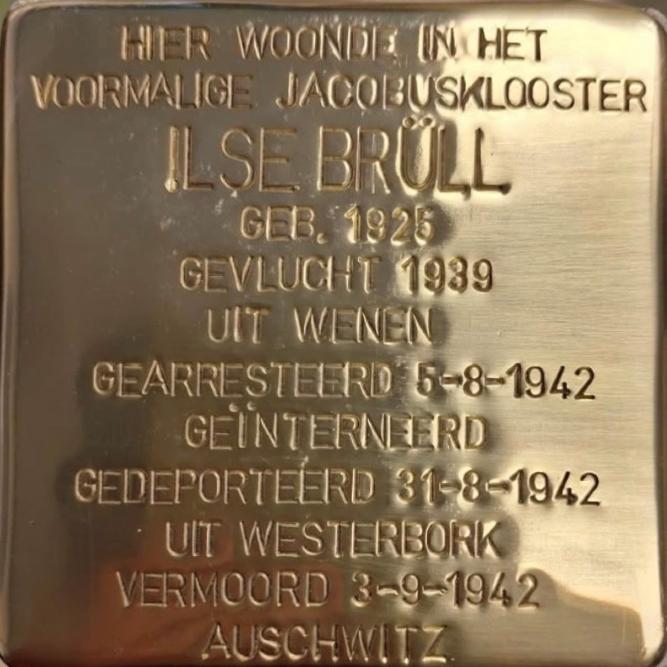 HIER WOONDE IN HET
VOORMALIGE JACOBUSKLOOSTER
ILSE BRÜLL
GEB. 1925
GEVLUCHT 1939
UIT WENEN
GEARRESTEERD 5-8-1942
GEÏNTERNEERD
GEDEPORTEERD 31-8-1942
UIT WESTERBORK
VERMOORD 3-9-1942
AUSCHWITZ